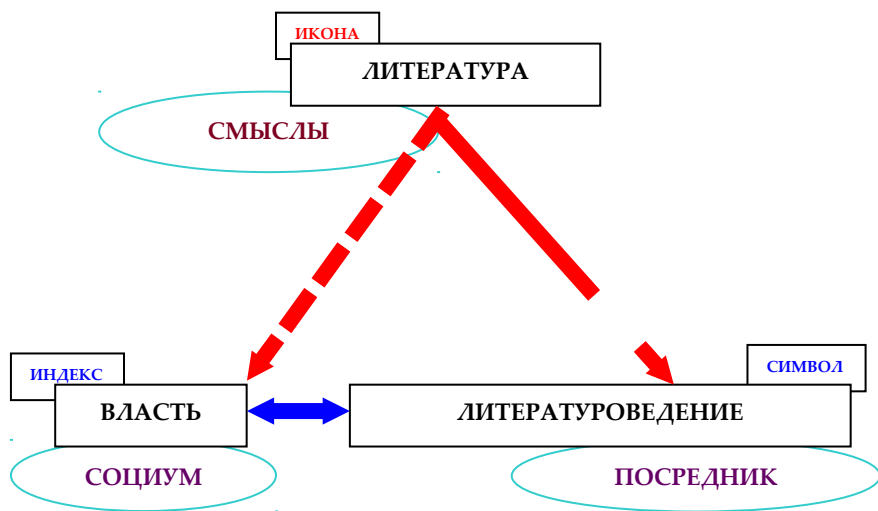 ИКОНА
ЛИТЕРАТУРА
СМЫСЛЫ
ИНДЕКС
СИМВОЛ
ВЛАСТЬ
ЛИТЕРАТУРОВЕДЕНИЕ
СОЦИУМ
ПОСРЕДНИК